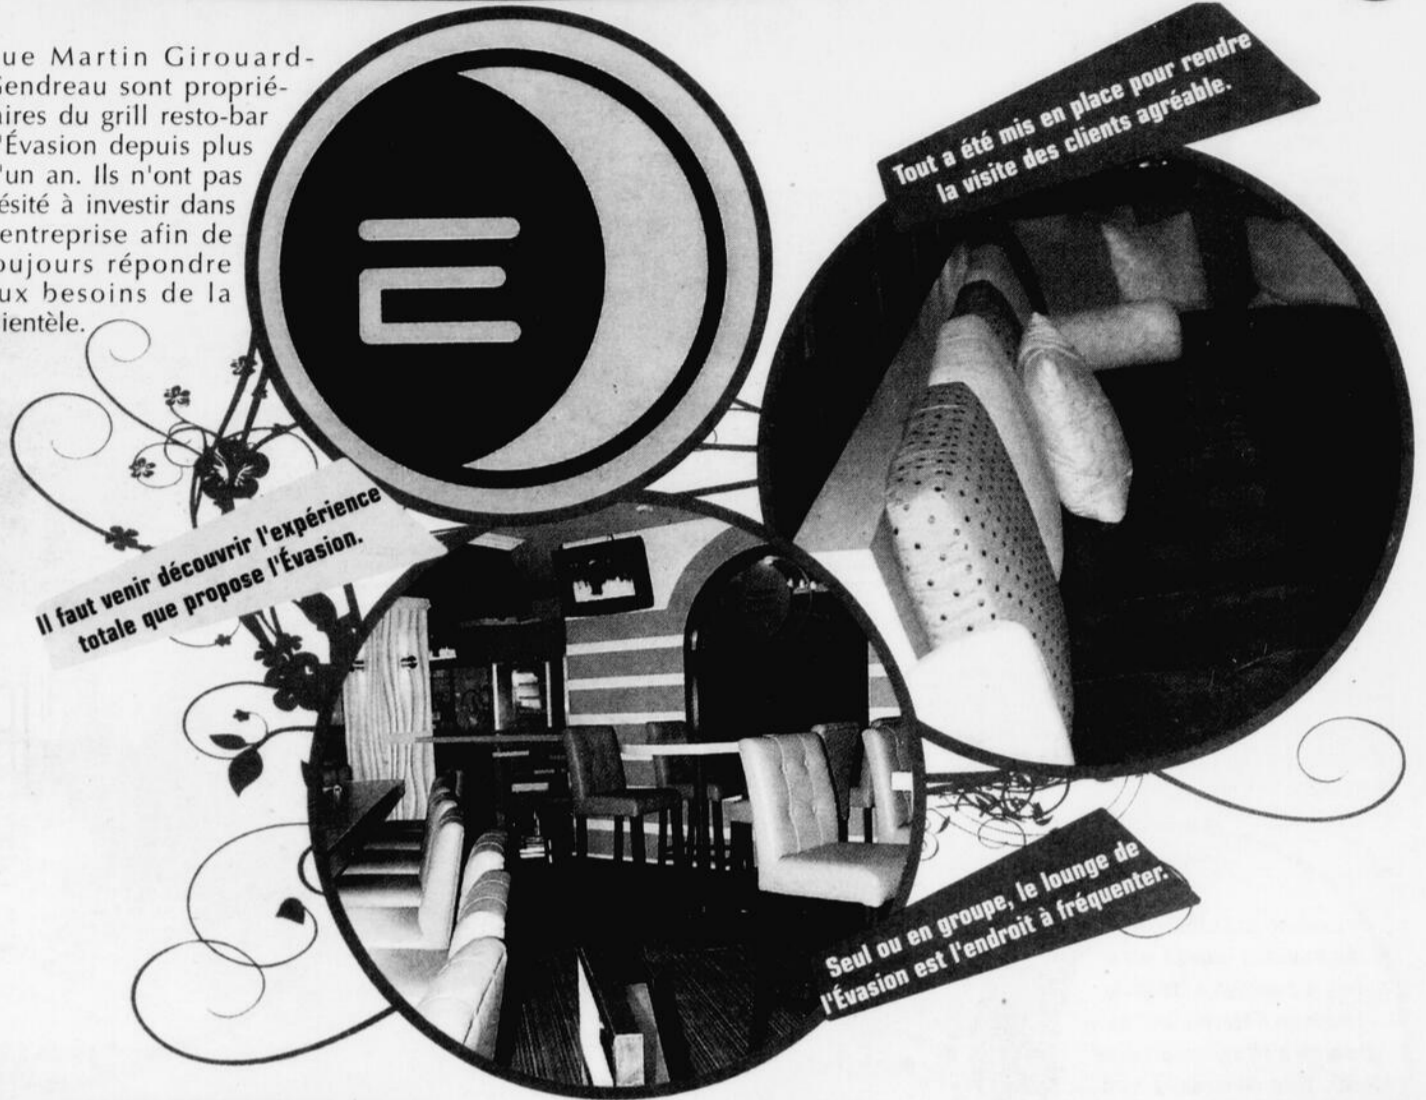 ue Martin Girouard-
Gendreau sont proprié-
aires du grill resto-bar
'Évasion depuis plus
'un an. Ils n'ont pas
ésité à investir dans
entreprise afin de
oujours répondre
ux besoins de la
ientèle.
Tout a été mis en place pour rendre
la visite des clients agréable.
Il faut venir découvrir l'expérience
totale que propose l'Évasion.
Seul ou en groupe, le lounge de
l'Évasion est l'endroit à fréquenter.